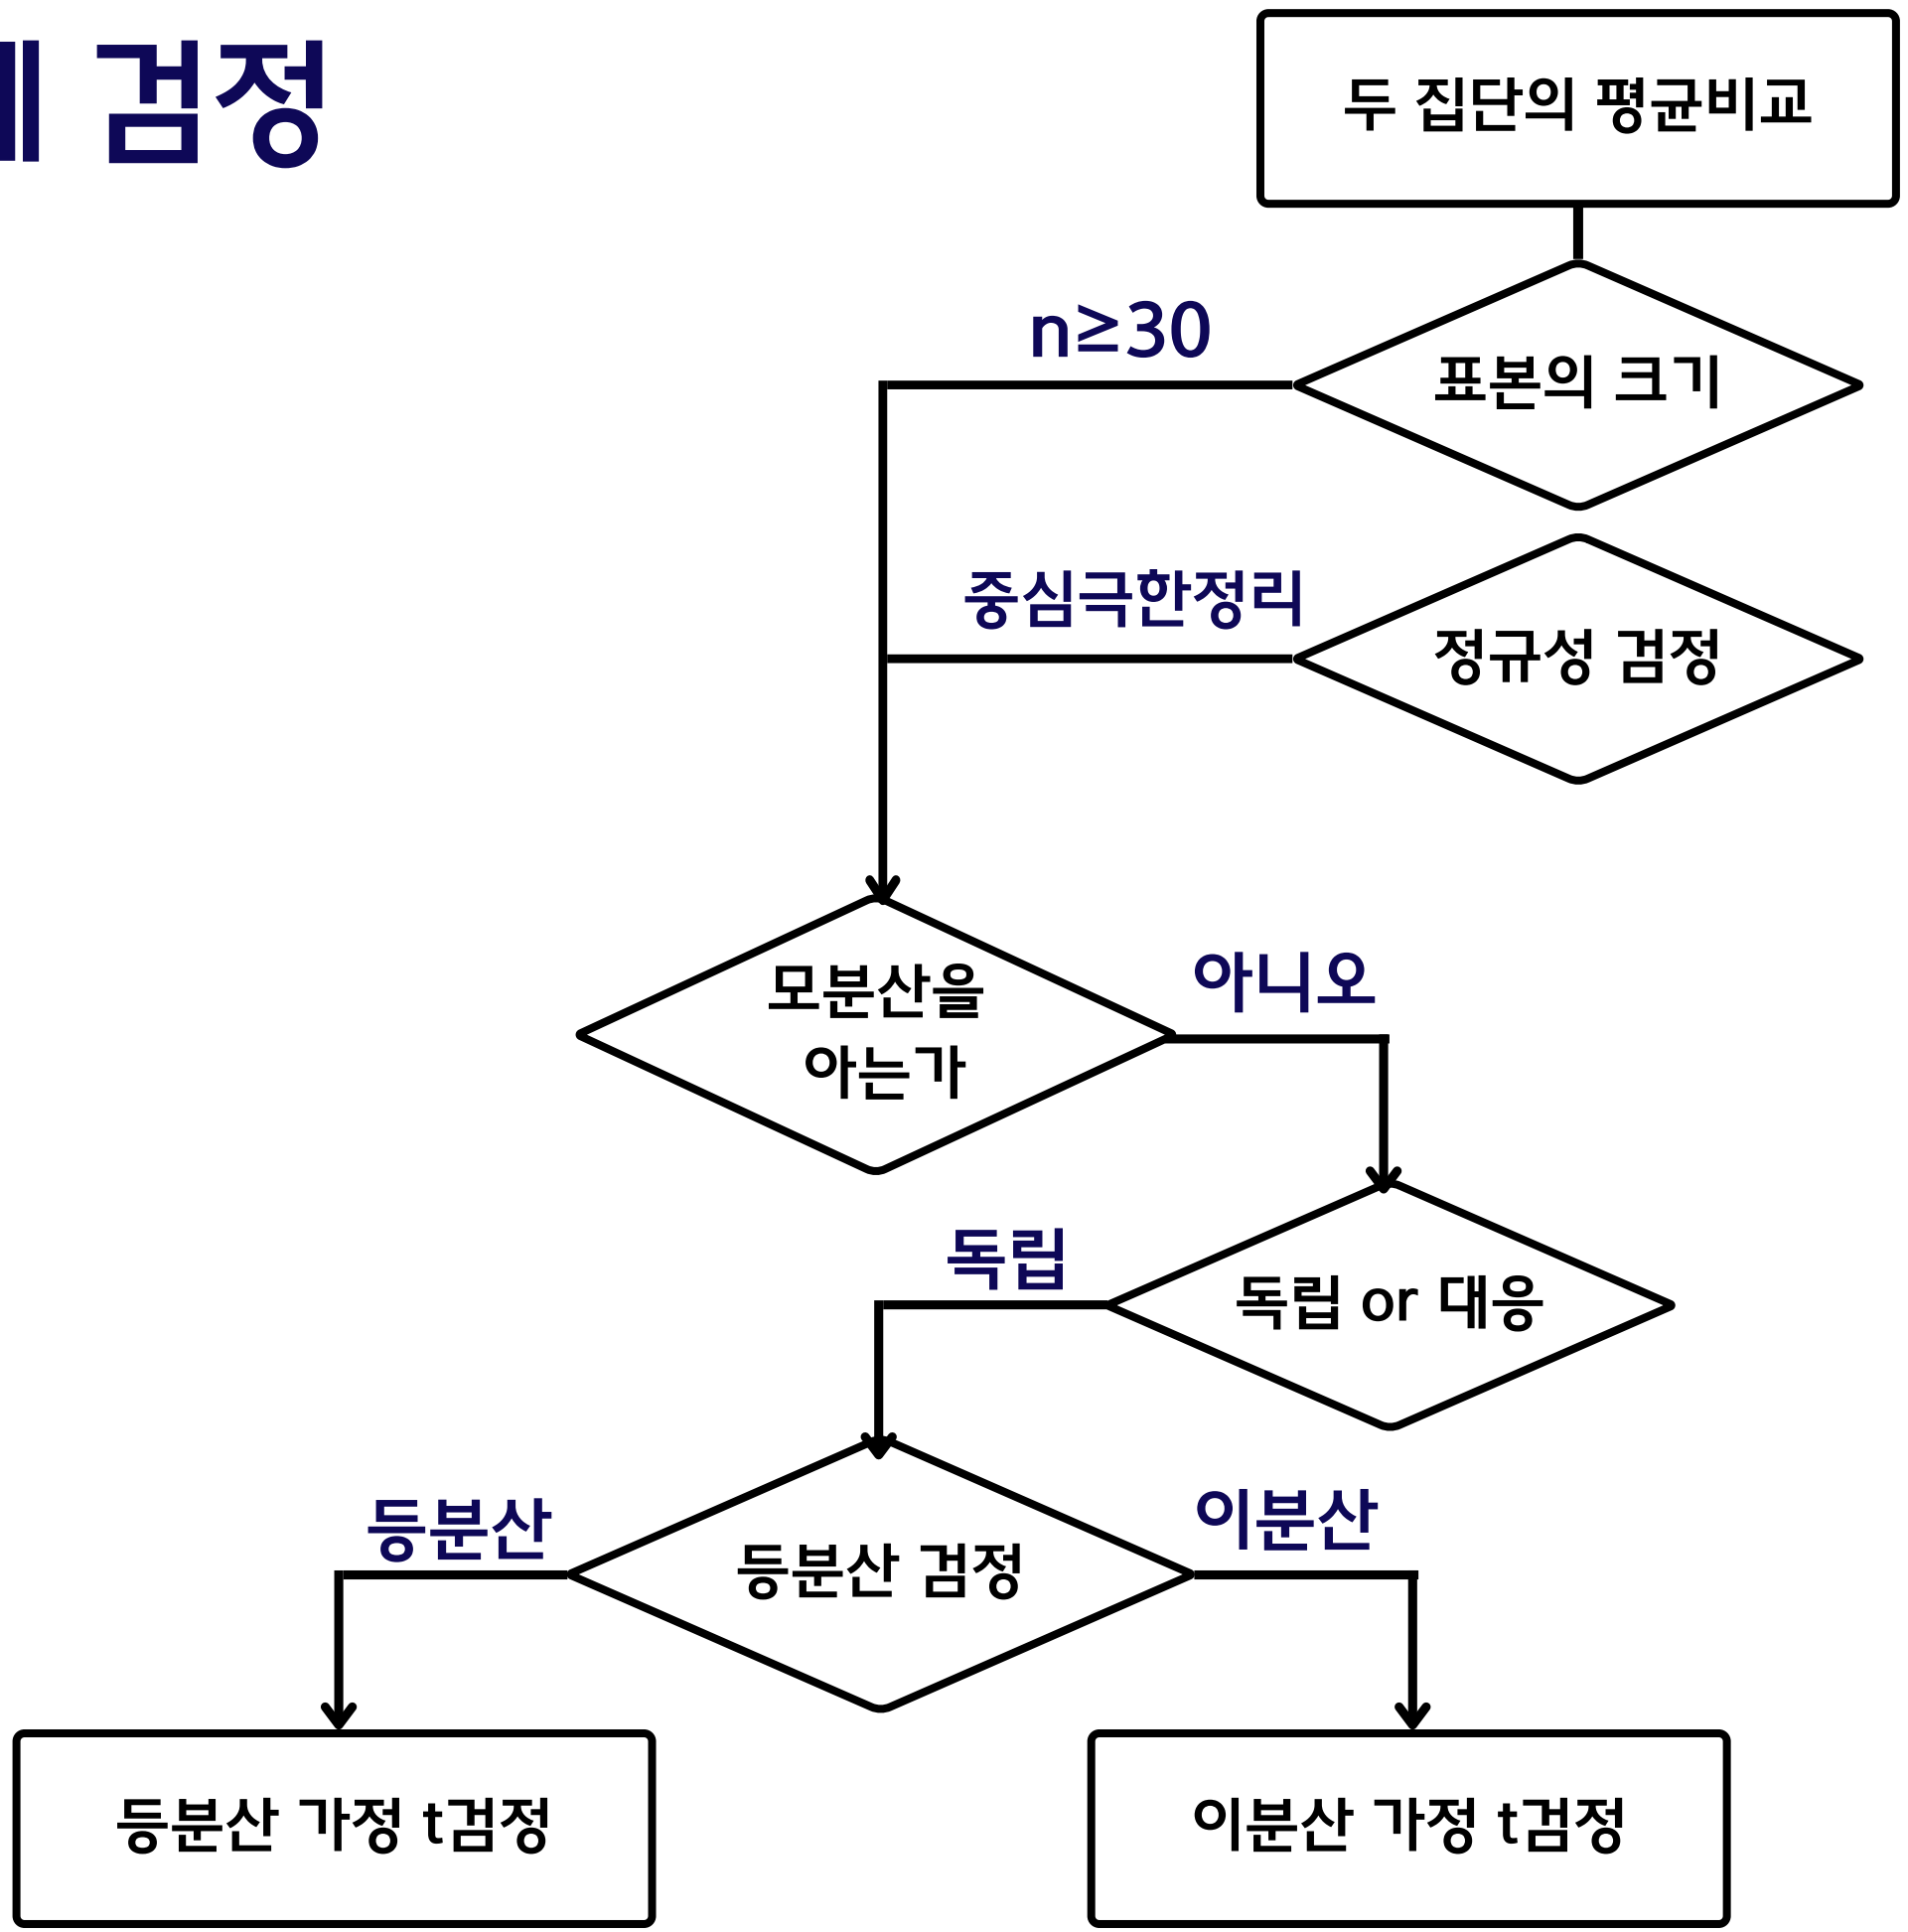 검정
두 집단의 평균비교
n≥30
표본의 크기
중심극한정리
정규성 검정
모분산을
아는가
아니오
독립
독립 or 대응
등분산
등분산 검정
이분산
등분산 가정 t검정
이분산 가정 t검정